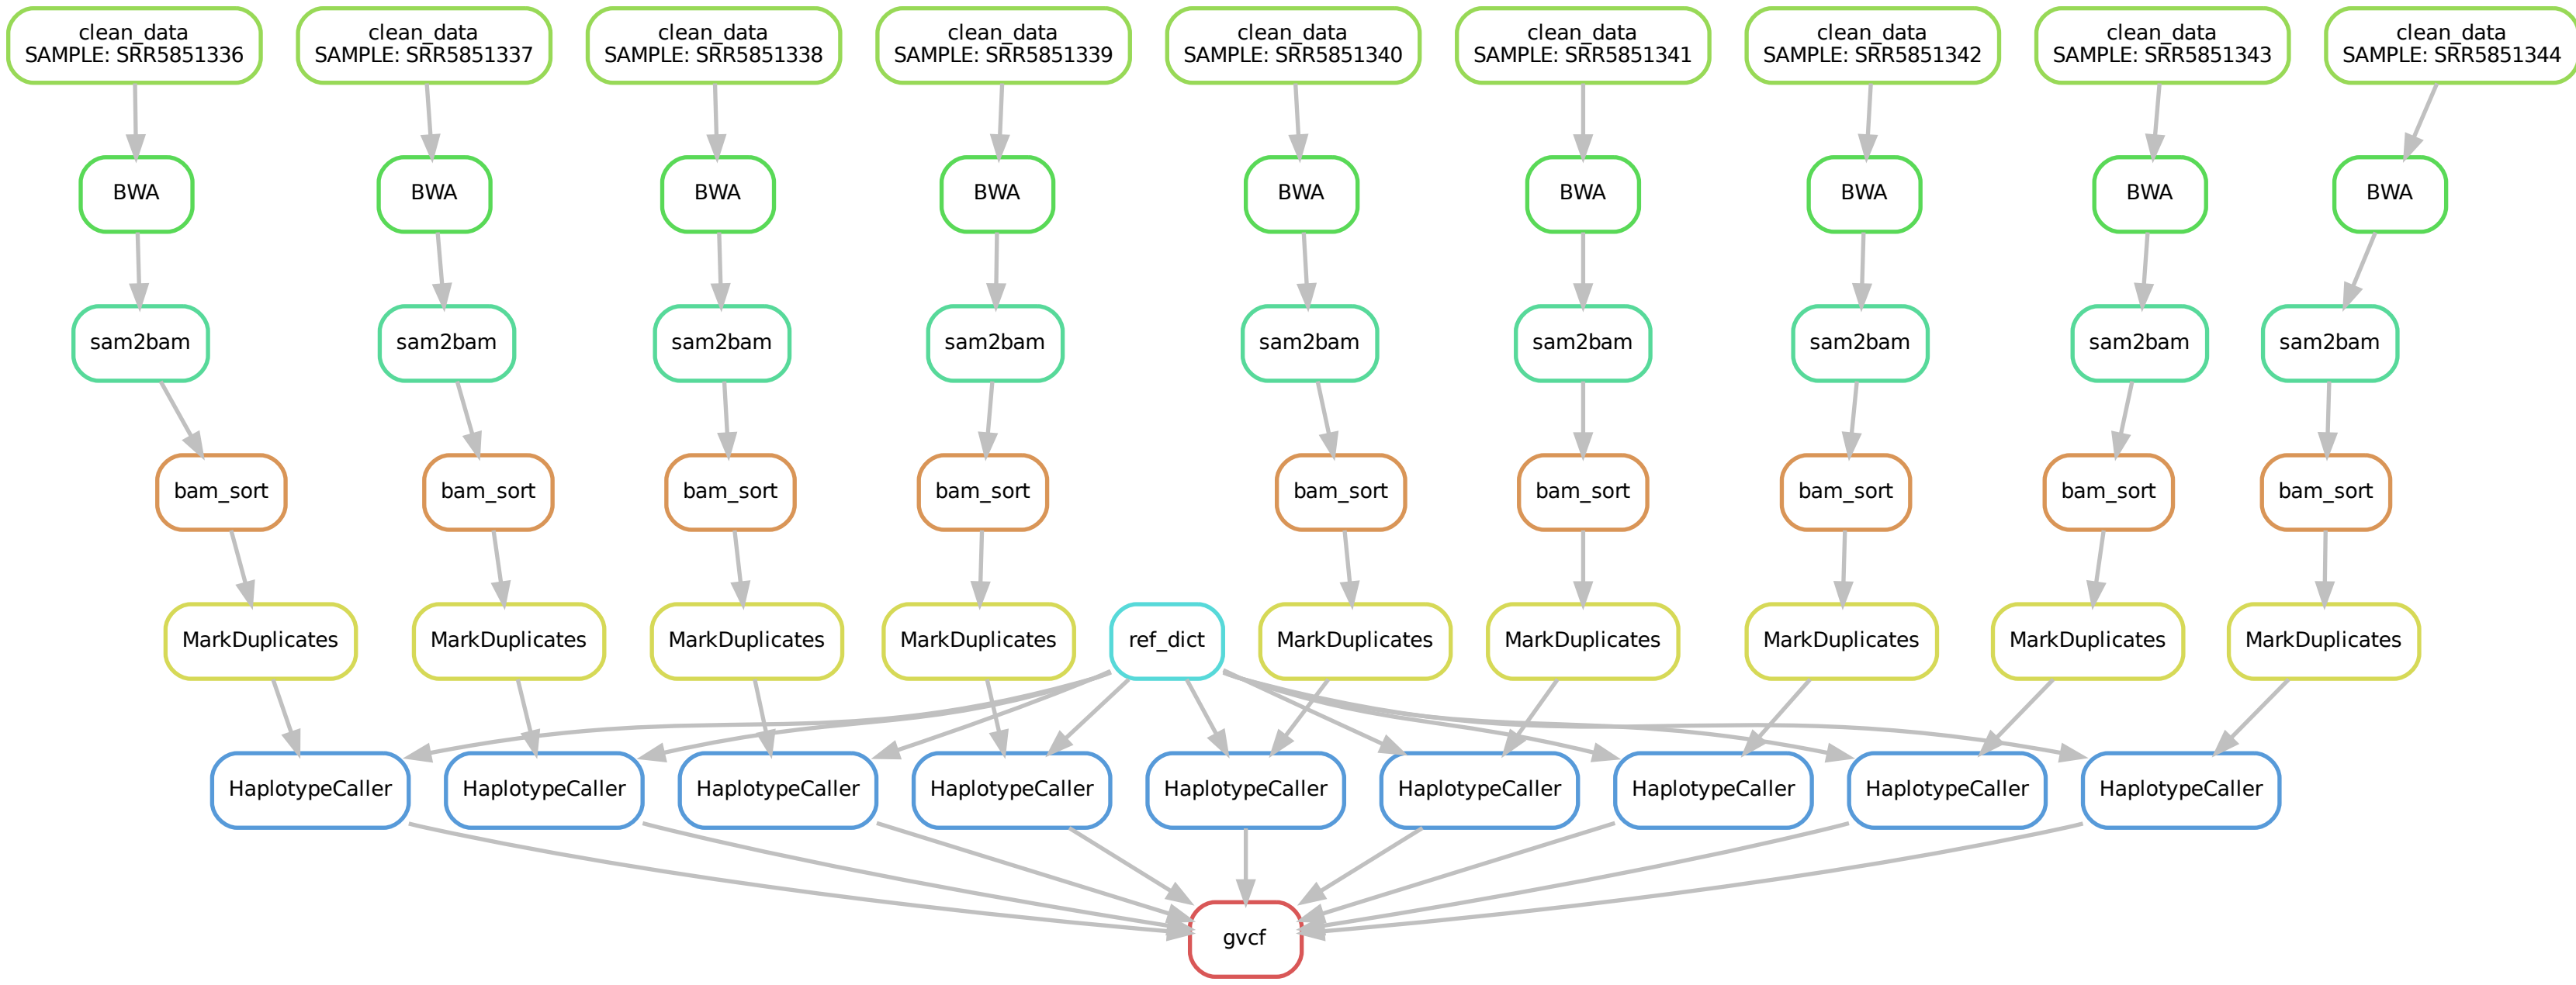 clean_data
SAMPLE: SRR5851336
clean_data
SAMPLE: SRR5851337
clean_data
SAMPLE: SRR5851338
clean_data
SAMPLE: SRR5851339
clean_data
SAMPLE: SRR5851340
clean_data
SAMPLE: SRR5851341
clean_data
SAMPLE: SRR5851342
clean_data
SAMPLE: SRR5851343
clean_data
SAMPLE: SRR5851344
BWA
BWA
BWA
BWA
BWA
BWA
BWA
BWA
BWA
sam2bam
sam2bam
sam2bam
sam2bam
sam2bam
sam2bam
sam2bam
sam2bam
sam2bam
bam_sort
bam_sort
bam_sort
bam_sort
bam_sort
bam_sort
bam_sort
bam_sort
bam_sort
MarkDuplicates
MarkDuplicates
MarkDuplicates
MarkDuplicates
ref_dict
MarkDuplicates
MarkDuplicates
MarkDuplicates
MarkDuplicates
MarkDuplicates
HaplotypeCaller
HaplotypeCaller
HaplotypeCaller
HaplotypeCaller
HaplotypeCaller
HaplotypeCaller
HaplotypeCaller
HaplotypeCaller
HaplotypeCaller
gvcf